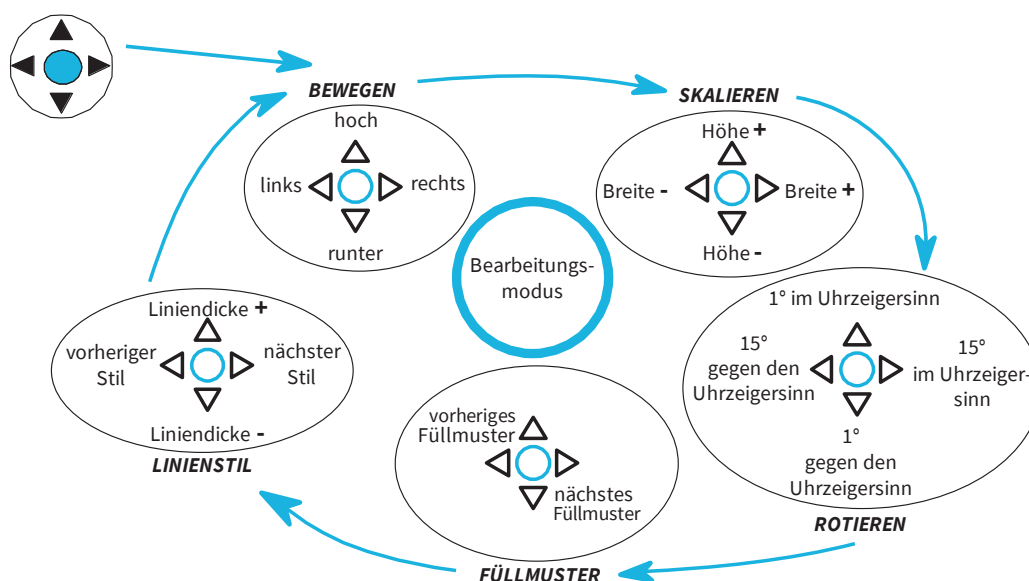 BEWEGEN
hoch
links
rechts
runter
SKALIEREN
Höhe +
Breite -
Breite +
Höhe -
Bearbeitungs-
modus
1° im Uhrzeigersinn
15°
gegen den
Uhrzeigersinn
15°
im Uhrzeiger-
sinn
1°
gegen den
Uhrzeigersinn
ROTIEREN
vorheriges
Füllmuster
nächstes
Füllmuster
FÜLLMUSTER
Liniendicke +
vorheriger
Stil
nächster
Stil
Liniendicke -
LINIENSTIL